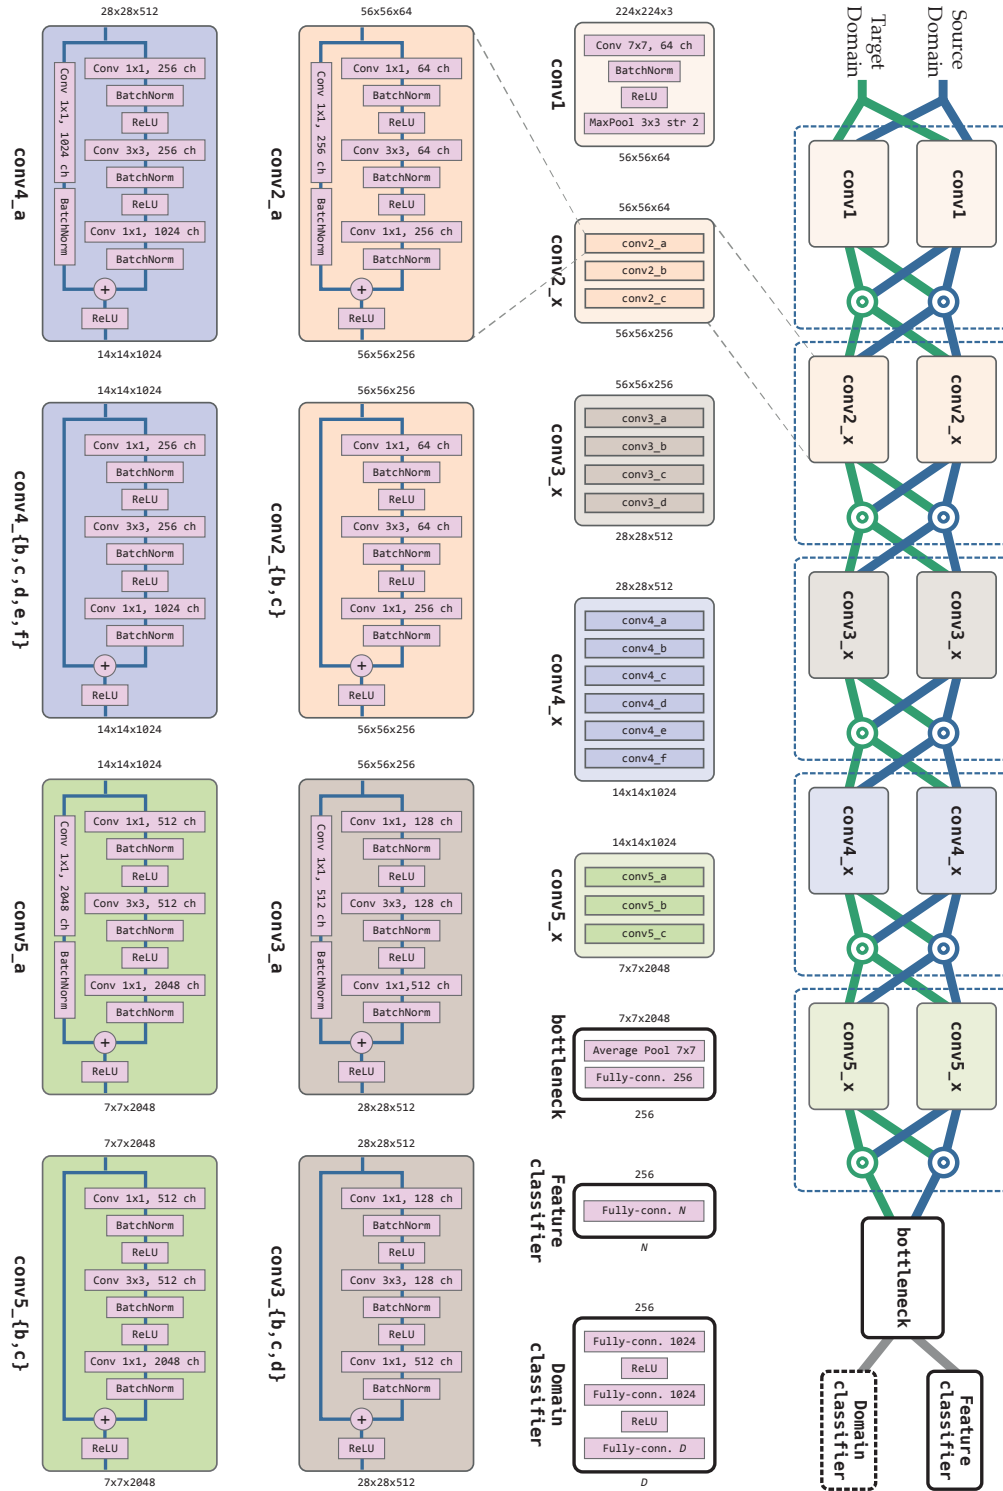 Source
Domain
Target
Domain
conv1
conv1
conv2_x
conv2_x
conv3_x
conv3_x
conv4_x
conv4_x
conv5_x
conv5_x
bottleneck
Feature
classifier
Domain
classifier
224x224x3
Conv 7x7, 64 ch
BatchNorm
ReLU
MaxPool 3x3 str 2
56x56x64
conv1
56x56x64
conv2_a
conv2_b
conv2_c
56x56x256
conv2_x
56x56x256
conv3_a
conv3_b
conv3_c
conv3_d
28x28x512
conv3_x
28x28x512
conv4_a
conv4_b
conv4_c
conv4_d
conv4_e
conv4_f
14x14x1024
conv4_x
14x14x1024
conv5_a
conv5_b
conv5_c
7x7x2048
conv5_x
7x7x2048
Average Pool 7x7
Fully-conn. 256
256
bottleneck
256
Fully-conn. N
N
Feature
classifier
256
Fully-conn. 1024
ReLU
Fully-conn. 1024
ReLU
Fully-conn. D
D
Domain
classifier
56x56x64
Conv 1x1, 64 ch
BatchNorm
ReLU
Conv 3x3, 64 ch
BatchNorm
ReLU
Conv 1x1, 256 ch
BatchNorm
Conv 1x1, 256 ch
BatchNorm
+
ReLU
56x56x256
conv2_a
56x56x256
Conv 1x1, 64 ch
BatchNorm
ReLU
Conv 3x3, 64 ch
BatchNorm
ReLU
Conv 1x1, 256 ch
BatchNorm
+
ReLU
56x56x256
conv2_{b,c}
56x56x256
Conv 1x1, 128 ch
BatchNorm
ReLU
Conv 3x3, 128 ch
BatchNorm
ReLU
Conv 1x1,512 ch
BatchNorm
Conv 1x1, 512 ch
BatchNorm
+
ReLU
28x28x512
conv3_a
28x28x512
Conv 1x1, 128 ch
BatchNorm
ReLU
Conv 3x3, 128 ch
BatchNorm
ReLU
Conv 1x1, 512 ch
BatchNorm
+
ReLU
28x28x512
conv3_{b,c,d}
28x28x512
Conv 1x1, 256 ch
BatchNorm
ReLU
Conv 3x3, 256 ch
BatchNorm
ReLU
Conv 1x1, 1024 ch
BatchNorm
Conv 1x1, 1024 ch
BatchNorm
+
ReLU
14x14x1024
conv4_a
14x14x1024
Conv 1x1, 256 ch
BatchNorm
ReLU
Conv 3x3, 256 ch
BatchNorm
ReLU
Conv 1x1, 1024 ch
BatchNorm
+
ReLU
14x14x1024
conv4_{b,c,d,e,f}
14x14x1024
Conv 1x1, 512 ch
BatchNorm
ReLU
Conv 3x3, 512 ch
BatchNorm
ReLU
Conv 1x1, 2048 ch
BatchNorm
Conv 1x1, 2048 ch
BatchNorm
+
ReLU
7x7x2048
conv5_a
7x7x2048
Conv 1x1, 512 ch
BatchNorm
ReLU
Conv 3x3, 512 ch
BatchNorm
ReLU
Conv 1x1, 2048 ch
BatchNorm
+
ReLU
7x7x2048
conv5_{b,c}